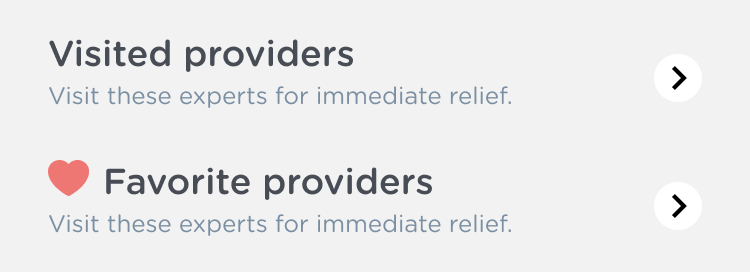 Visited providers
Visit these experts for immediate relief.
Favorite providers
Visit these experts for immediate relief.